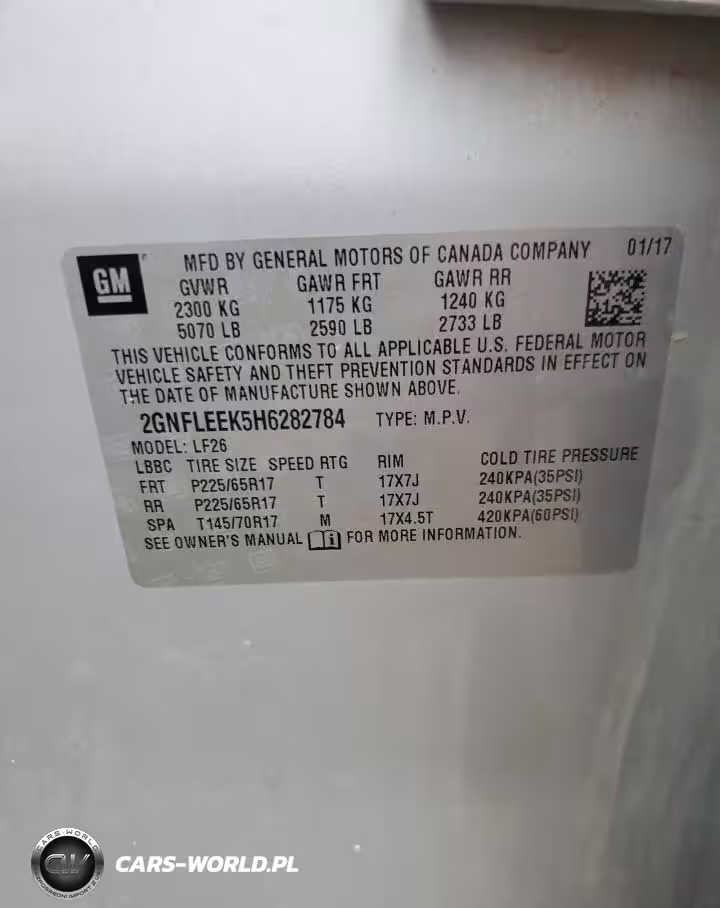 GM
MFD BY GENERAL MOTORS OF CANADA COMPANY 01/17
GVWR GAWR FRT GAWR RR
2300 KG 1175 KG 1240 KG
5070 LB 2590 LB 2733 LB
THIS VEHICLE CONFORMS TO ALL APPLICABLE U.S. FEDERAL MOTOR
VEHICLE SAFETY AND THEFT PREVENTION STANDARDS IN EFFECT ON
THE DATE OF MANUFACTURE SHOWN ABOVE.
2GNFLEEK5H6282784 TYPE: M.P.V.
MODEL: LF26
LBBC TIRE SIZE SPEED RTG RIM COLD TIRE PRESSURE
FRT P225/65R17 T 17X7J 240KPA(35PSI)
RR P225/65R17 T 17X7J 240KPA(35PSI)
SPA T145/70R17 M 17X4.5T 420KPA(60PSI)
SEE OWNER'S MANUAL FOR MORE INFORMATION.
CARS-WORLD
CW
CARS-WORLD.PL